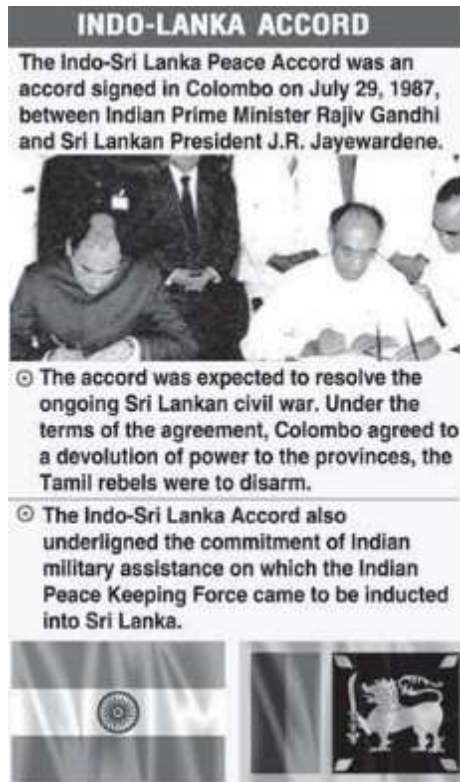 INDO-LANKA ACCORD
The Indo-Sri Lanka Peace Accord was an
accord signed in Colombo on July 29, 1987,
between Indian Prime Minister Rajiv Gandhi
and Sri Lankan President J.R. Jayewardene.
The accord was expected to resolve the
ongoing Sri Lankan civil war. Under the
terms of the agreement, Colombo agreed to
a devolution of power to the provinces, the
Tamil rebels were to disarm.
The Indo-Sri Lanka Accord also
underligned the commitment of Indian
military assistance on which the Indian
Peace Keeping Force came to be inducted
into Sri Lanka.